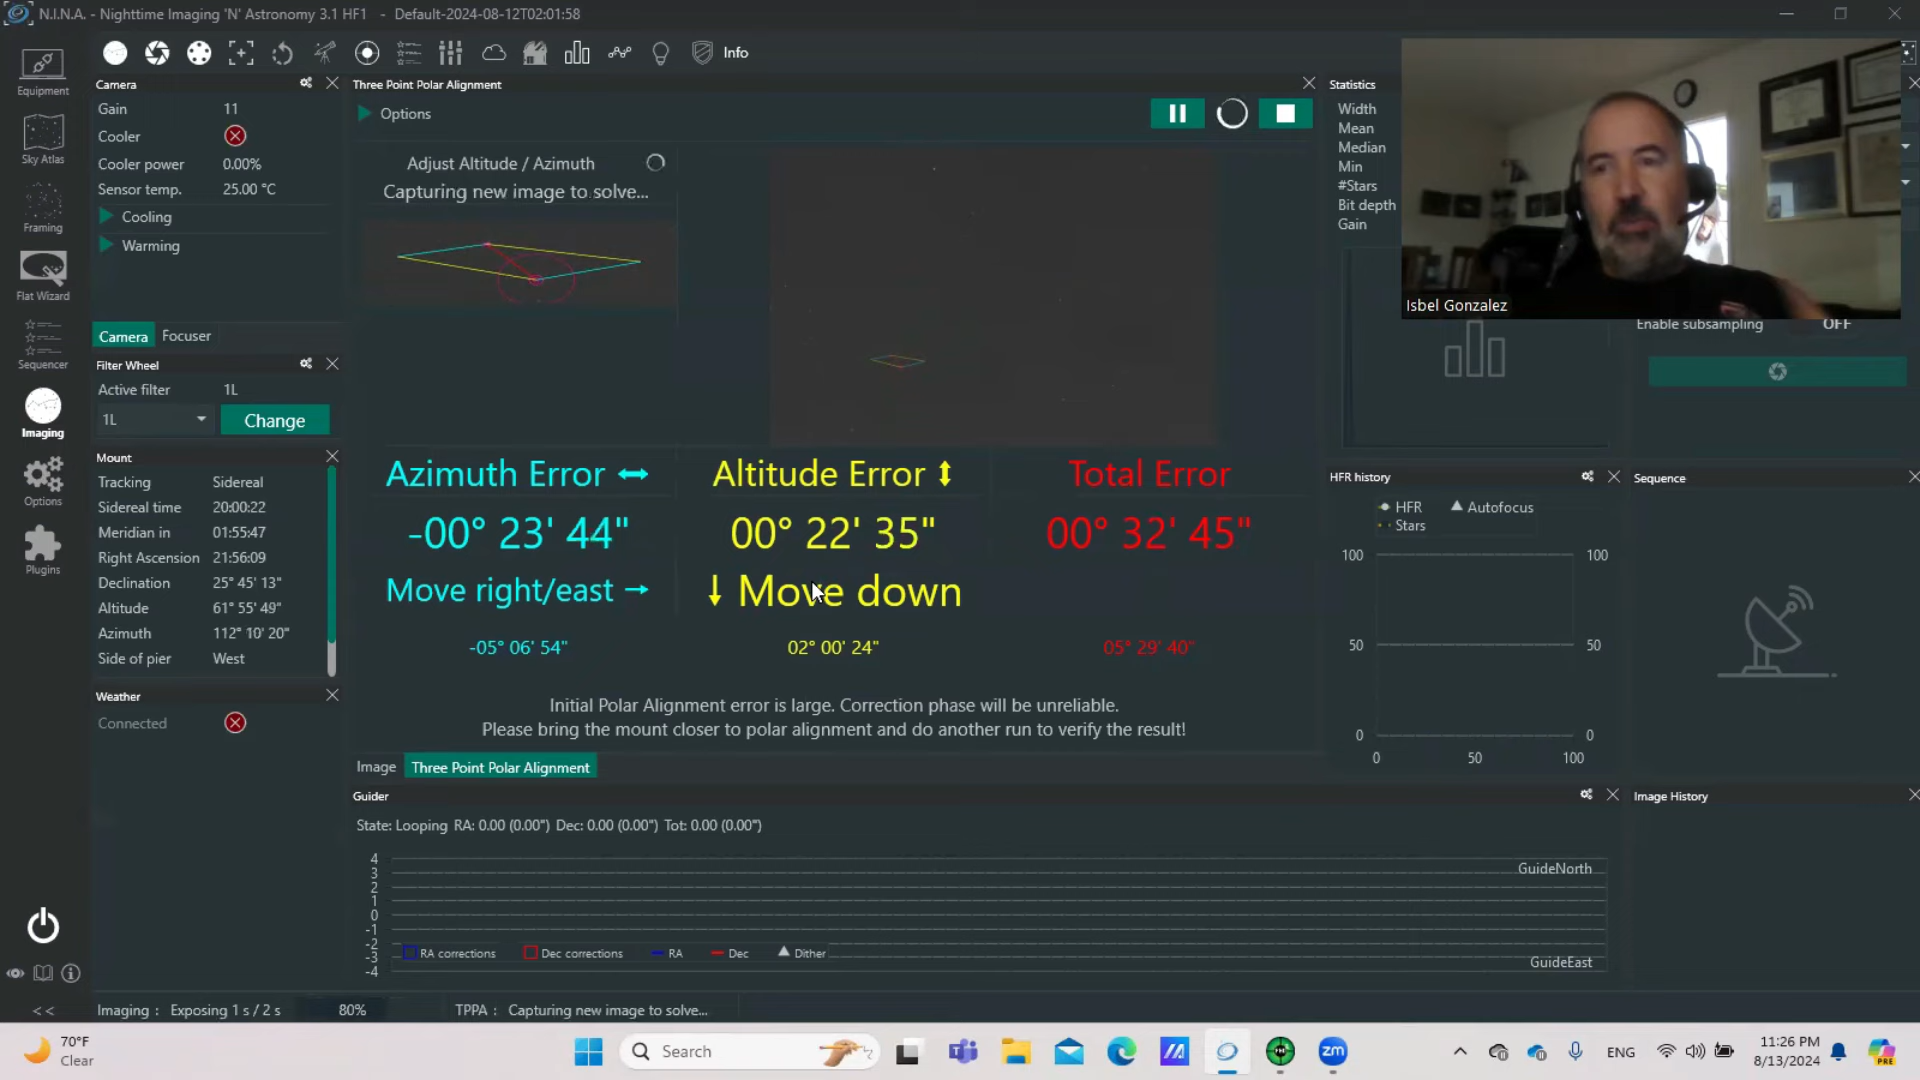 N.I.N.A. - Nighttime Imaging 'N' Astronomy 3.1 HF1 - Default-2024-08-12T02:01:58
Info
Equipment
Sky Atlas
Framing
Flat Wizard
Sequencer
Imaging
Options
Plugins
Camera
Gain 11
Cooler
Cooler power 0.00%
Sensor temp. 25.00 °C
Cooling
Warming
Camera Focuser
Filter Wheel
Active filter 1L
1L Change
Mount
Tracking Sidereal
Sidereal time 20:00:22
Meridian in 01:55:47
Right Ascension 21:56:09
Declination 25° 45' 13"
Altitude 61° 55' 49"
Azimuth 112° 10' 20"
Side of pier West
Weather
Connected
Three Point Polar Alignment
Options
Adjust Altitude / Azimuth
Capturing new image to solve...
Azimuth Error ↔ Altitude Error ↕ Total Error
-00° 23' 44" 00° 22' 35" 00° 32' 45"
Move right/east → ↓ Move down
-05° 06' 54" 02° 00' 24" 05° 29' 40"
Initial Polar Alignment error is large. Correction phase will be unreliable.
Please bring the mount closer to polar alignment and do another run to verify the result!
Image Three Point Polar Alignment
Statistics
Width
Mean
Median
Min
#Stars
Bit depth
Gain
Isbel Gonzalez
Enable subsampling OFF
HFR history
HFR Autofocus
Stars
100 100
50 50
0 0
0 50 100
Sequence
Guider
State: Looping RA: 0.00 (0.00") Dec: 0.00 (0.00") Tot: 0.00 (0.00")
4
3
2
1
0
-1
-2
-3
-4
GuideNorth
GuideEast
RA corrections Dec corrections RA Dec Dither
Image History
<< Imaging : Exposing 1 s / 2 s 80% TPPA : Capturing new image to solve...
70°F
Clear
Search
zm
PRE
ENG
11:26 PM
8/13/2024